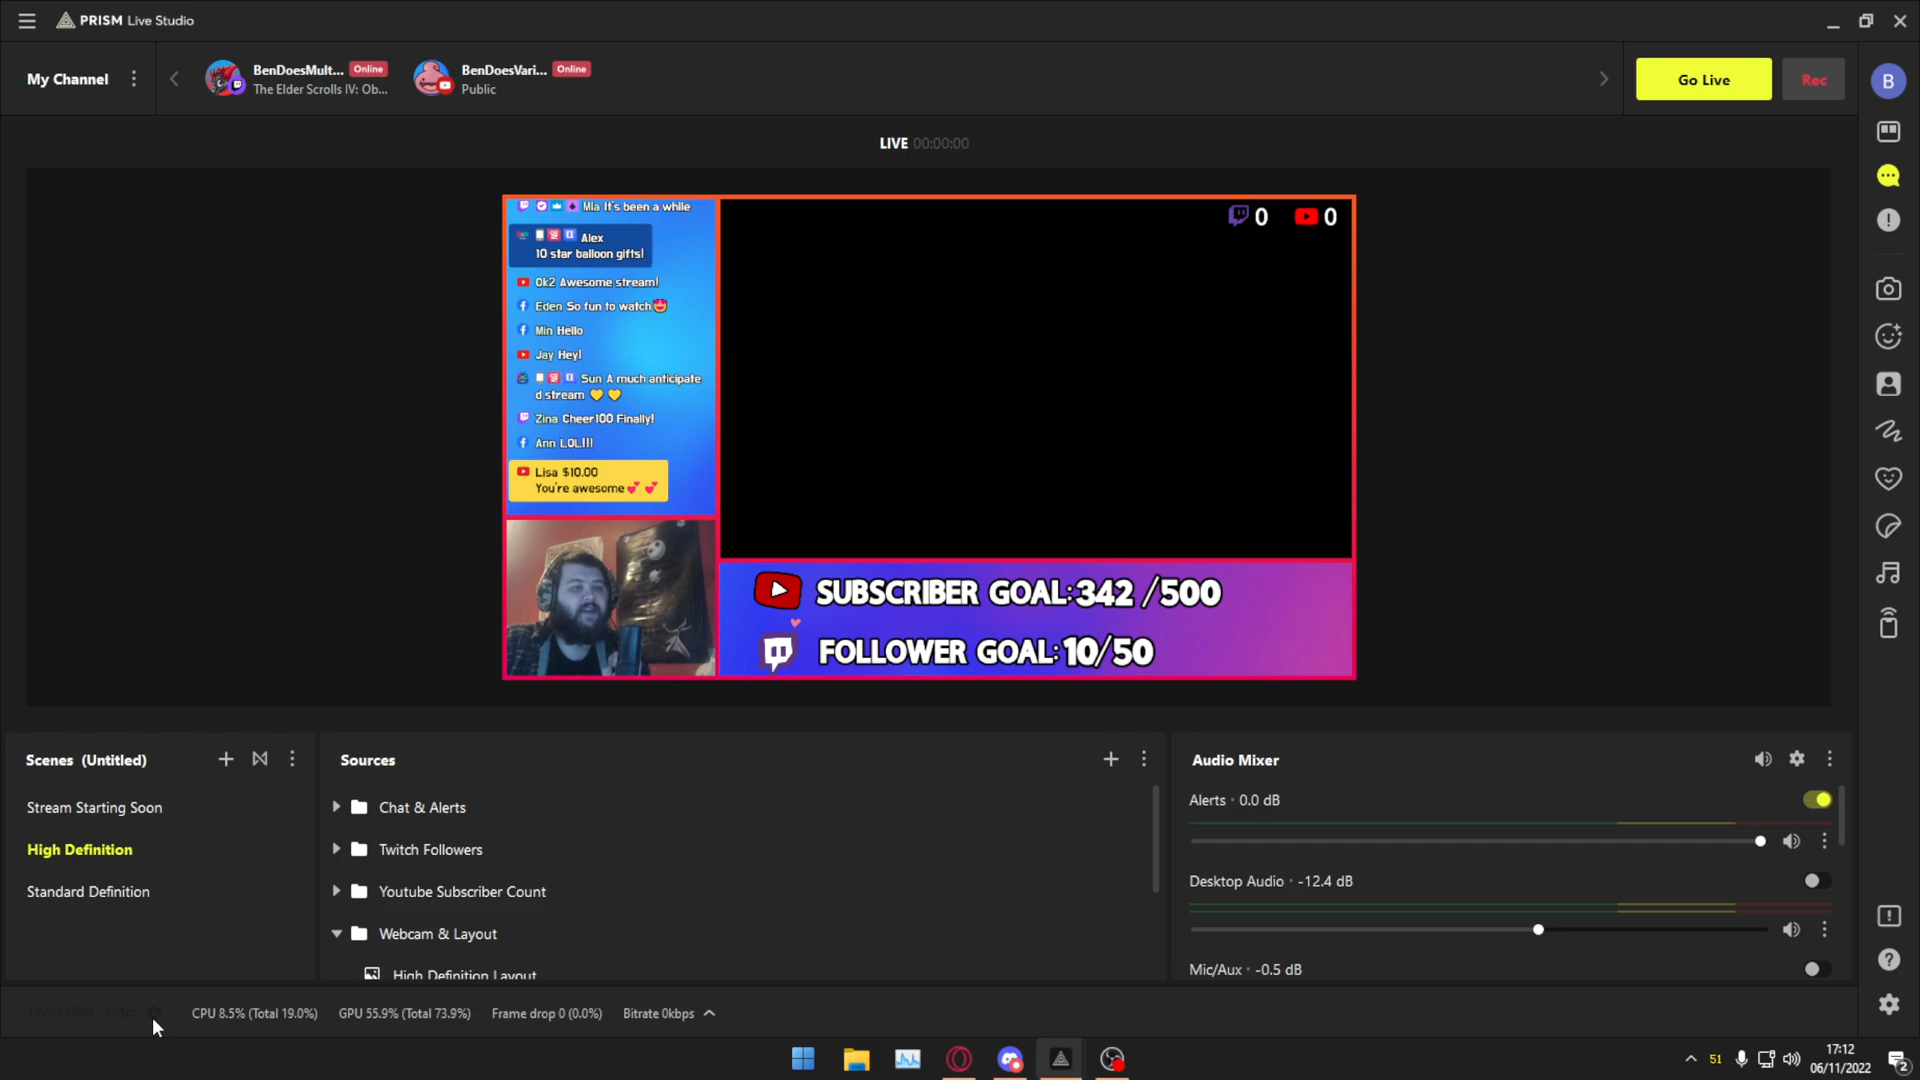 PRISM Live Studio
My Channel
BenDoesMult... Online
The Elder Scrolls IV: Ob...
BenDoesVari... Online
Public
Go Live
Rec
B
LIVE 00:00:00
Mia It's been a while
Alex
10 star balloon gifts!
Ok2 Awesome stream!
Eden So fun to watch😍
Min Hello
Jay Hey!
Sun A much anticipate
d stream 💛 💛
Zina Cheer100 Finally!
Ann LOL!!!
Lisa $10.00
You're awesome💕 💕
0 0
SUBSCRIBER GOAL:342 /500
FOLLOWER GOAL:10/50
Scenes (Untitled)
Stream Starting Soon
High Definition
Standard Definition
Sources
Chat & Alerts
Twitch Followers
Youtube Subscriber Count
Webcam & Layout
High Definition Layout
Audio Mixer
Alerts • 0.0 dB
Desktop Audio • -12.4 dB
Mic/Aux • -0.5 dB
1920x1080 60fps
CPU 8.5% (Total 19.0%) GPU 55.9% (Total 73.9%) Frame drop 0 (0.0%) Bitrate 0kbps
51
17:12
06/11/2022
2